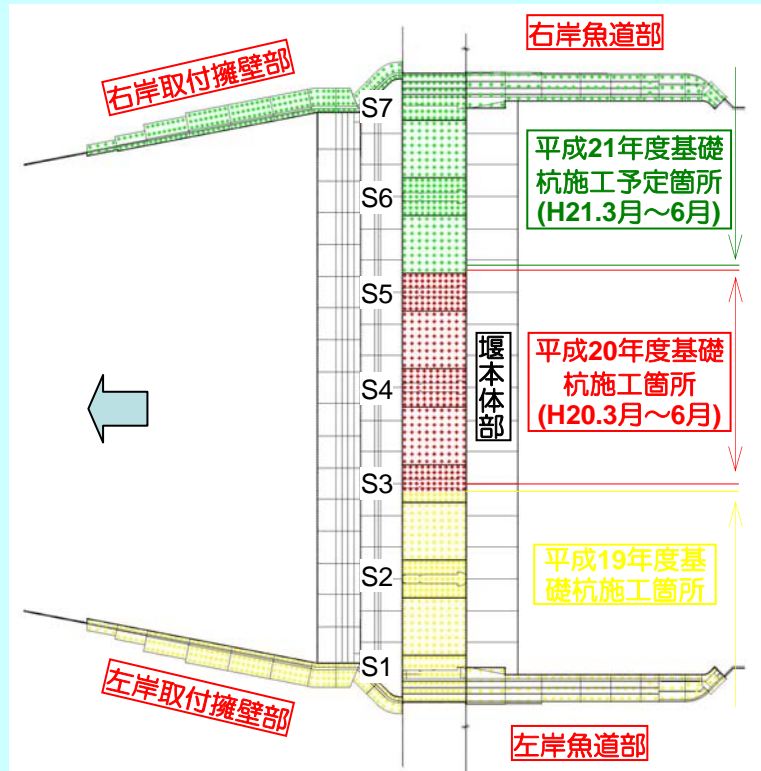 右岸魚道部
右岸取付擁壁部
S7
平成21年度基礎
杭施工予定箇所
(H21.3月～6月)
S6
S5
堰本体部
平成20年度基礎
杭施工箇所
(H20.3月～6月)
S4
S3
平成19年度基
礎杭施工箇所
S2
S1
左岸取付擁壁部
左岸魚道部